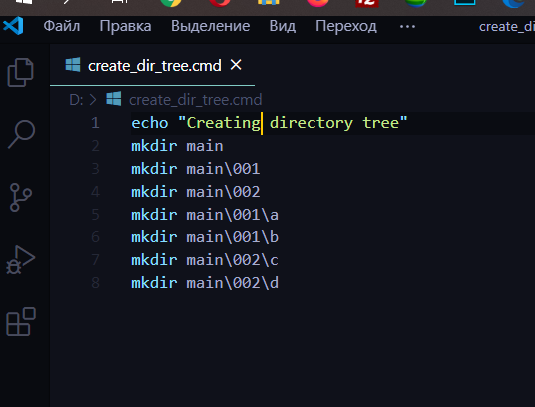 Файл Правка Выделение Вид Переход ··· create_di
create_dir_tree.cmd ×
D: > create_dir_tree.cmd
1 echo "Creating directory tree"
2 mkdir main
3 mkdir main\001
4 mkdir main\002
5 mkdir main\001\a
6 mkdir main\001\b
7 mkdir main\002\c
8 mkdir main\002\d